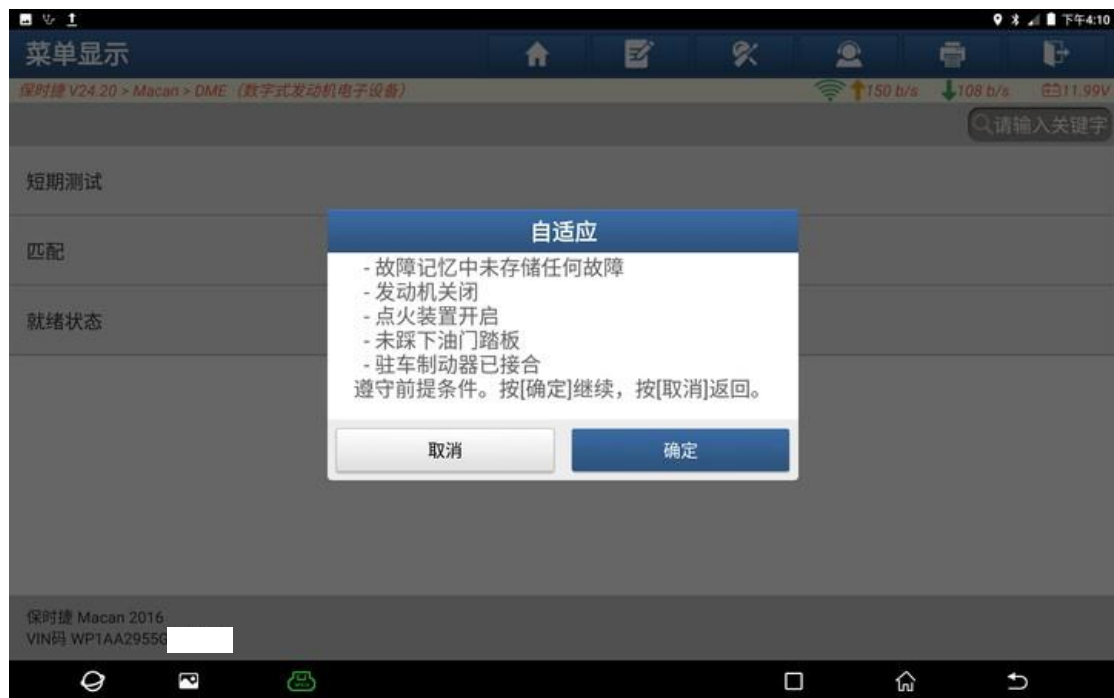 下午4:10
菜单显示
保时捷 V24.20 > Macan > DME（数字式发动机电子设备）
150 b/s 108 b/s 11.99V
请输入关键字
短期测试
匹配
就绪状态
自适应
- 故障记忆中未存储任何故障
- 发动机关闭
- 点火装置开启
- 未踩下油门踏板
- 驻车制动器已接合
遵守前提条件。按[确定]继续，按[取消]返回。
取消 确定
保时捷 Macan 2016
VIN码 WP1AA2955G